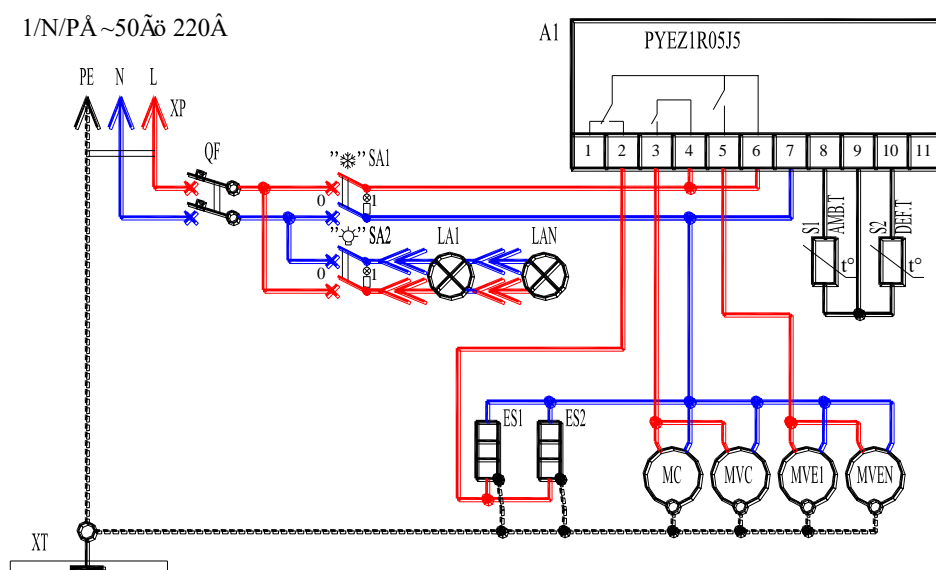 1/N/PÅ ~50Ãö 220Â
A1
PYEZ1R05J5
PE N L
XP
QF
1 2 3 4 5 6 7 8 9 10 11
"❄" SA1
0 1
"💡" SA2
0 1
LA1 LAN
S1 AMB.T
t°
S2 DEF.T
t°
ES1 ES2
MC MVC MVE1 MVEN
XT